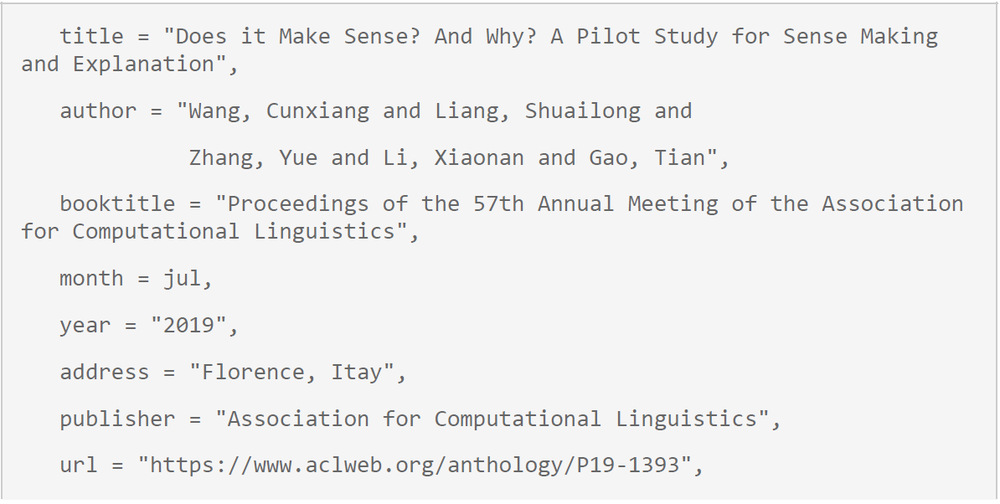 title = "Does it Make Sense? And Why? A Pilot Study for Sense Making
and Explanation",
author = "Wang, Cunxiang and Liang, Shuailong and
Zhang, Yue and Li, Xiaonan and Gao, Tian",
booktitle = "Proceedings of the 57th Annual Meeting of the Association
for Computational Linguistics",
month = jul,
year = "2019",
address = "Florence, Itay",
publisher = "Association for Computational Linguistics",
url = "https://www.aclweb.org/anthology/P19-1393",